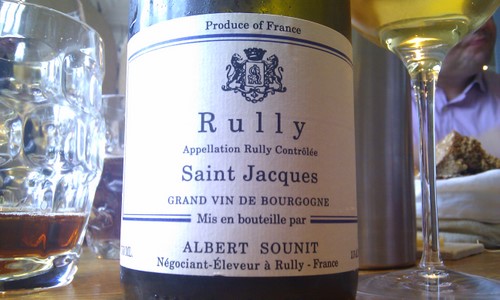 Produce of France
Rully
Appellation Rully Contrôlée
Saint Jacques
GRAND VIN DE BOURGOGNE
Mis en bouteille par
ALBERT SOUNIT
Négociant-Éleveur à Rully - France